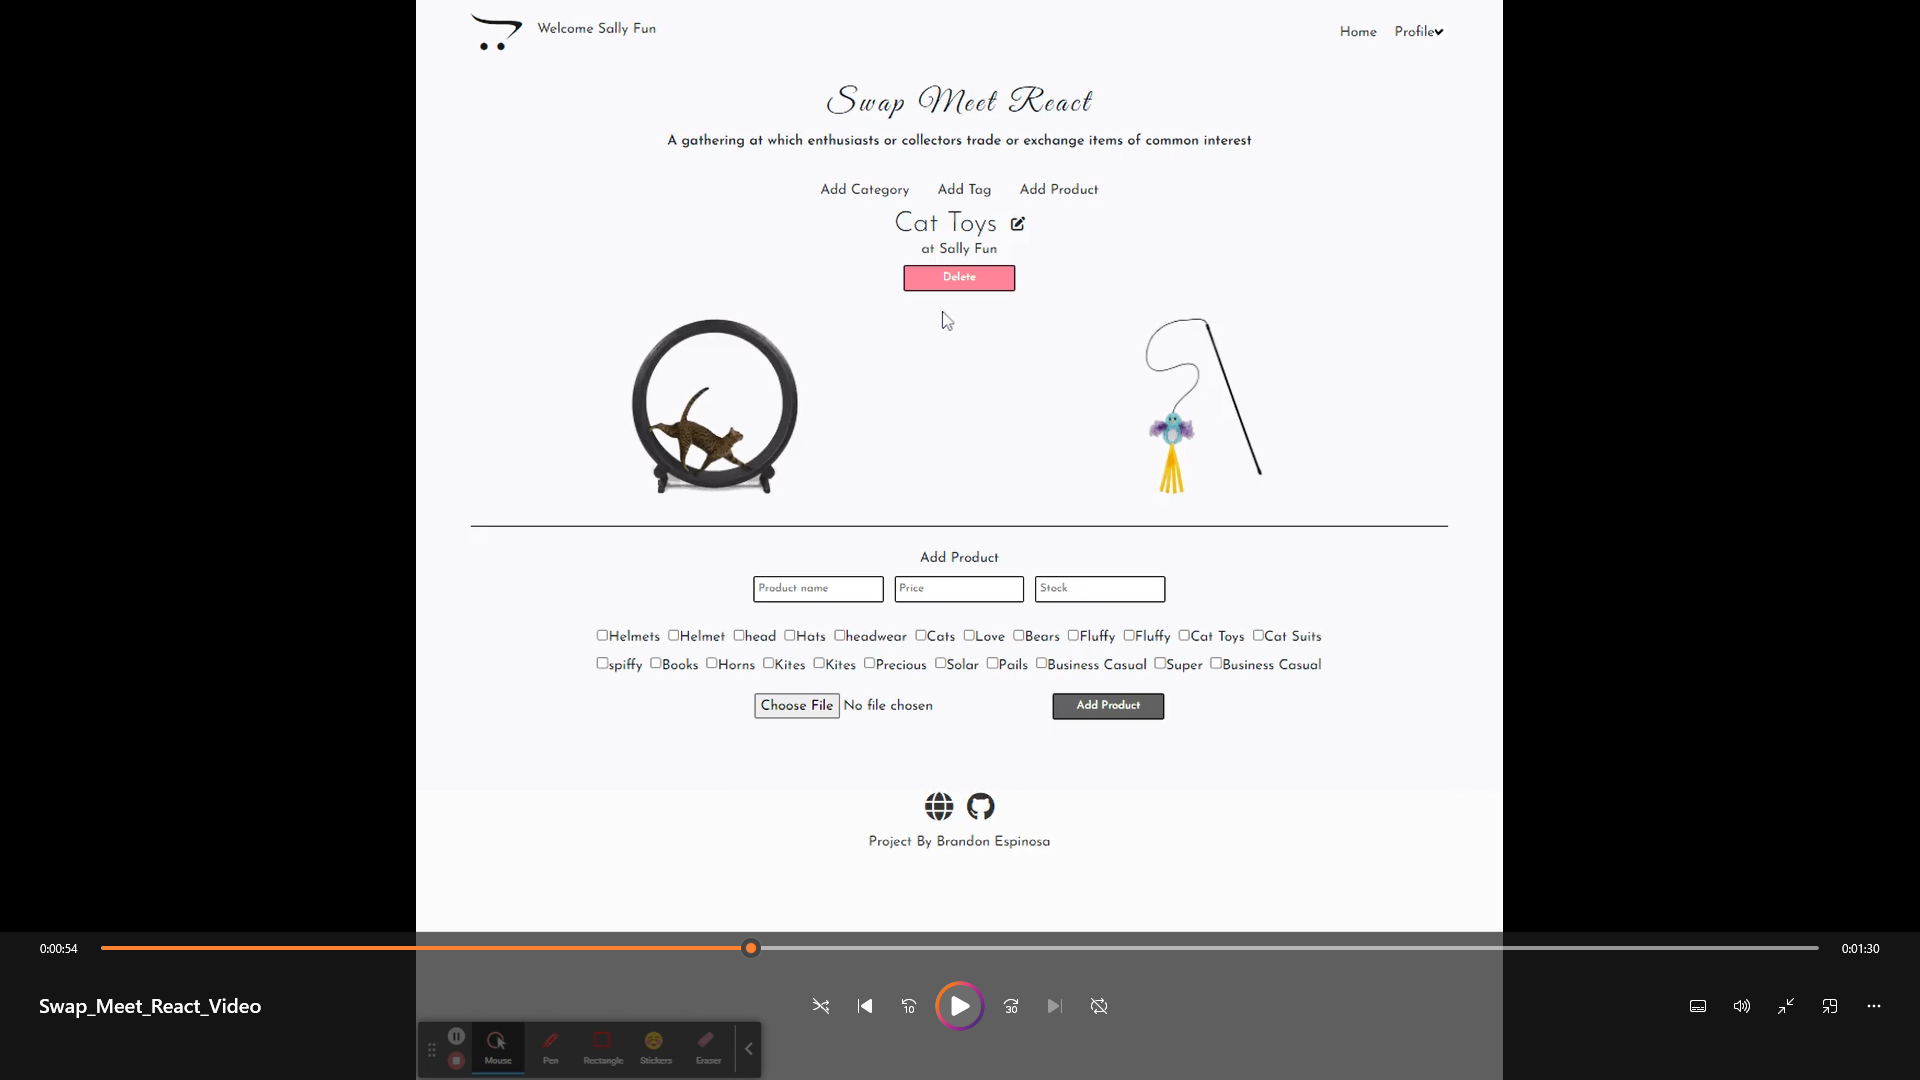 Welcome Sally Fun
Home Profile
Swap Meet React
A gathering at which enthusiasts or collectors trade or exchange items of common interest
Add Category Add Tag Add Product
Cat Toys
at Sally Fun
Delete
Add Product
Product name Price Stock
Helmets Helmet head Hats headwear Cats Love Bears Fluffy Fluffy Cat Toys Cat Suits
spiffy Books Horns Kites Kites Precious Solar Pails Business Casual Super Business Casual
Choose File No file chosen Add Product
Project By Brandon Espinosa
0:00:54 0:01:30
Swap_Meet_React_Video 10 30
Mouse Pen Rectangle Stickers Eraser